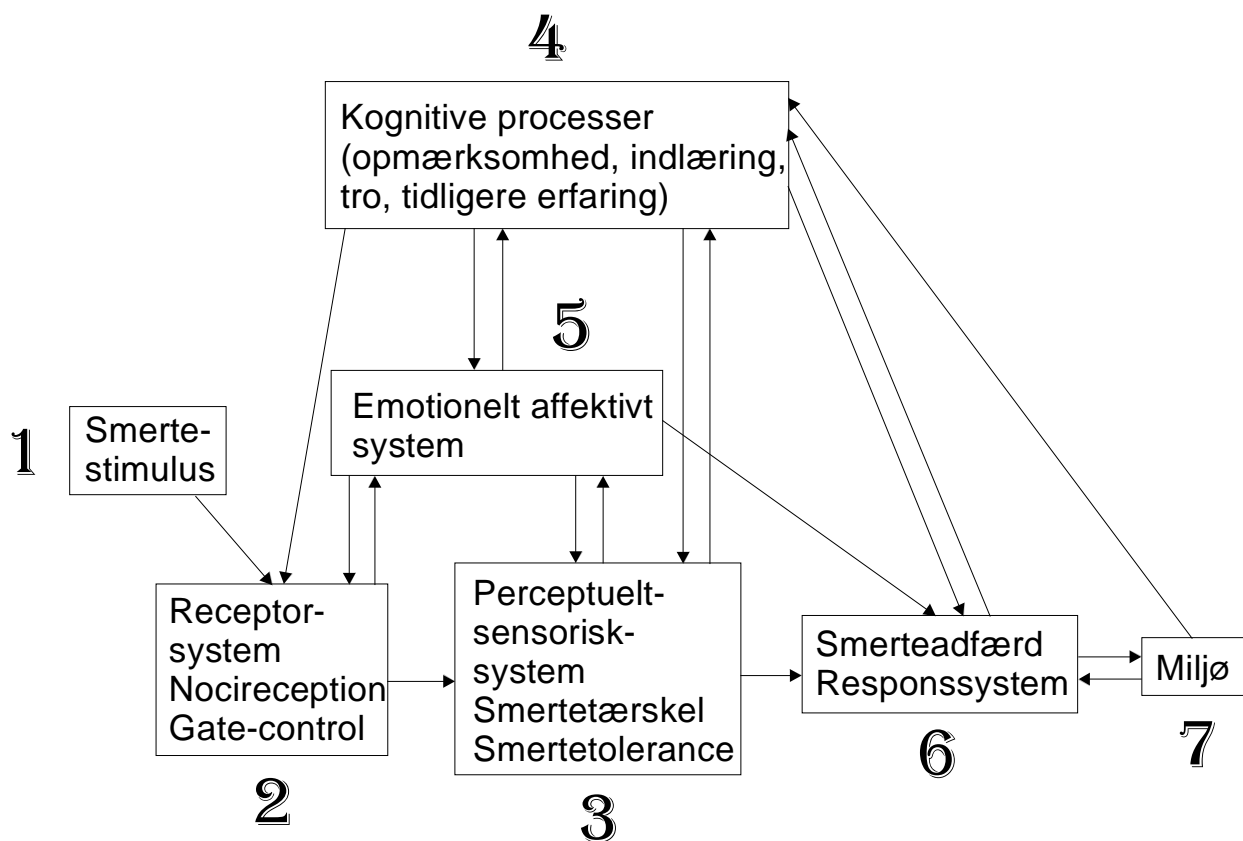 4
Kognitive processer
(opmærksomhed, indlæring,
tro, tidligere erfaring)
5
Emotionelt affektivt
system
1
Smerte-
stimulus
Receptor-
system
Nocireception
Gate-control
2
Perceptuelt-
sensorisk-
system
Smertetærskel
Smertetolerance
3
Smerteadfærd
Responssystem
6
Miljø
7